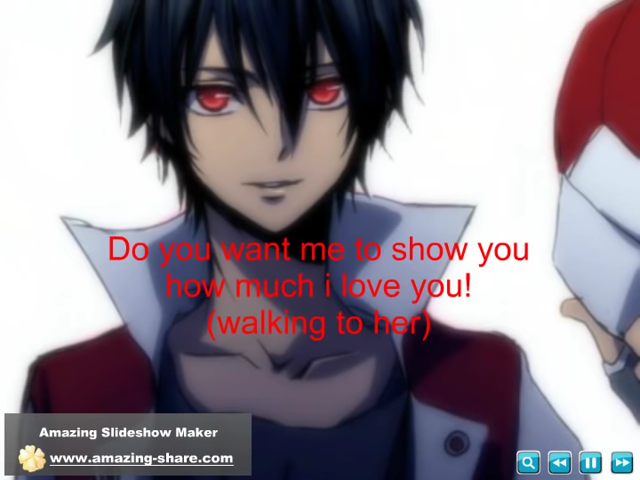 Do you want me to show you
how much i love you!
(walking to her)
Amazing Slideshow Maker
www.amazing-share.com